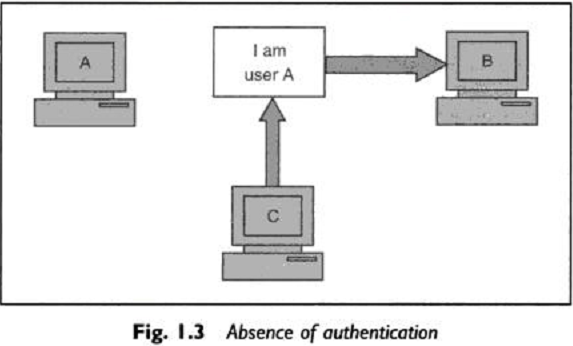 A
I am
user A
B
C
Fig. 1.3 Absence of authentication